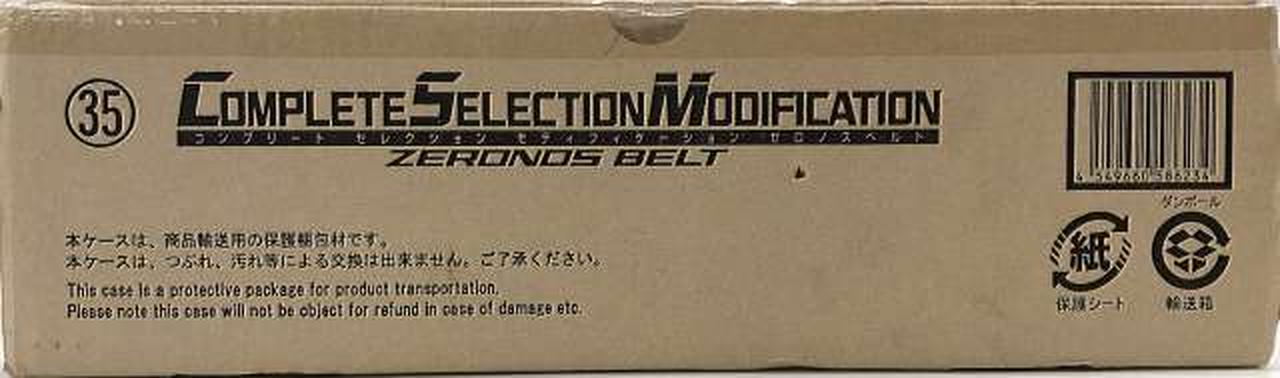 35
COMPLETE SELECTION MODIFICATION
コンプリート セレクション モディフィケーション ゼロノスベルト
ZERONOS BELT
4 549660 586234
ダンボール
本ケースは、商品輸送用の保護梱包材です。
本ケースは、つぶれ、汚れ等による交換は出来ません。ご了承ください。
This case is a protective package for product transportation.
Please note this case will not be object for refund in case of damage etc.
紙
保護シート
輸送箱